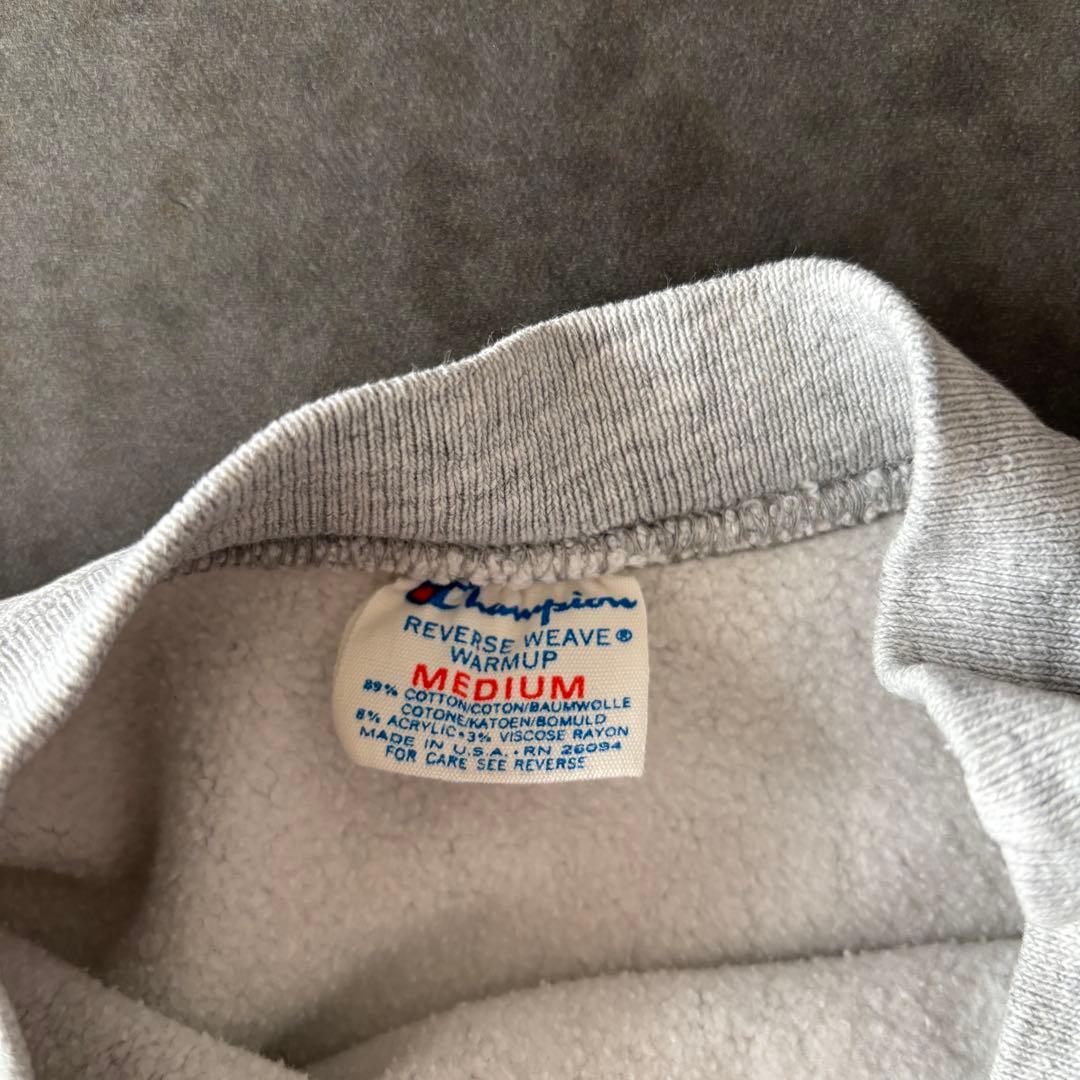 Champion
REVERSE WEAVE®
WARMUP
MEDIUM
89% COTTON/COTON/BAUMWOLLE
COTONE/KATOEN/BOMULD
8% ACRYLIC•3% VISCOSE RAYON
MADE IN U.S.A.•RN 26094
FOR CARE SEE REVERSE